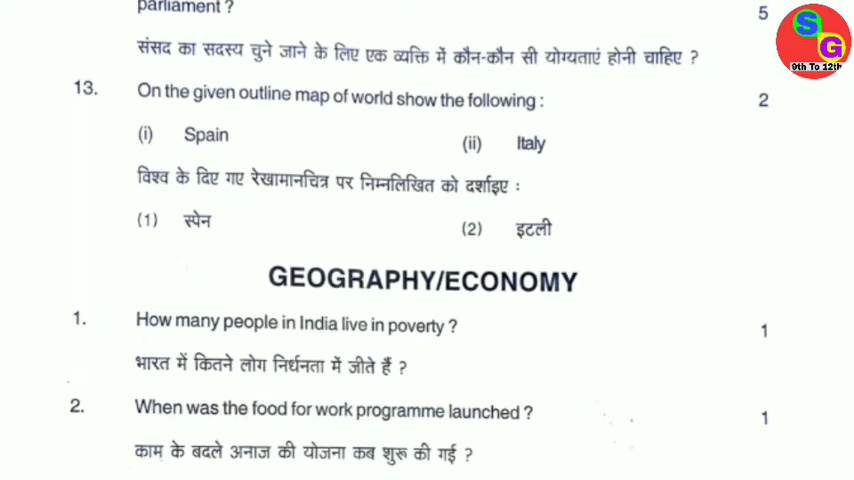 parliament ?
5
संसद का सदस्य चुने जाने के लिए एक व्यक्ति में कौन-कौन सी योग्यताएं होनी चाहिए ?
13. On the given outline map of world show the following : 2
(i) Spain (ii) Italy
विश्व के दिए गए रेखामानचित्र पर निम्नलिखित को दर्शाइए :
(1) स्पेन (2) इटली
GEOGRAPHY/ECONOMY
1. How many people in India live in poverty ? 1
भारत में कितने लोग निर्धनता में जीते हैं ?
2. When was the food for work programme launched ? 1
काम के बदले अनाज की योजना कब शुरू की गई ?
S
G
9th To 12th